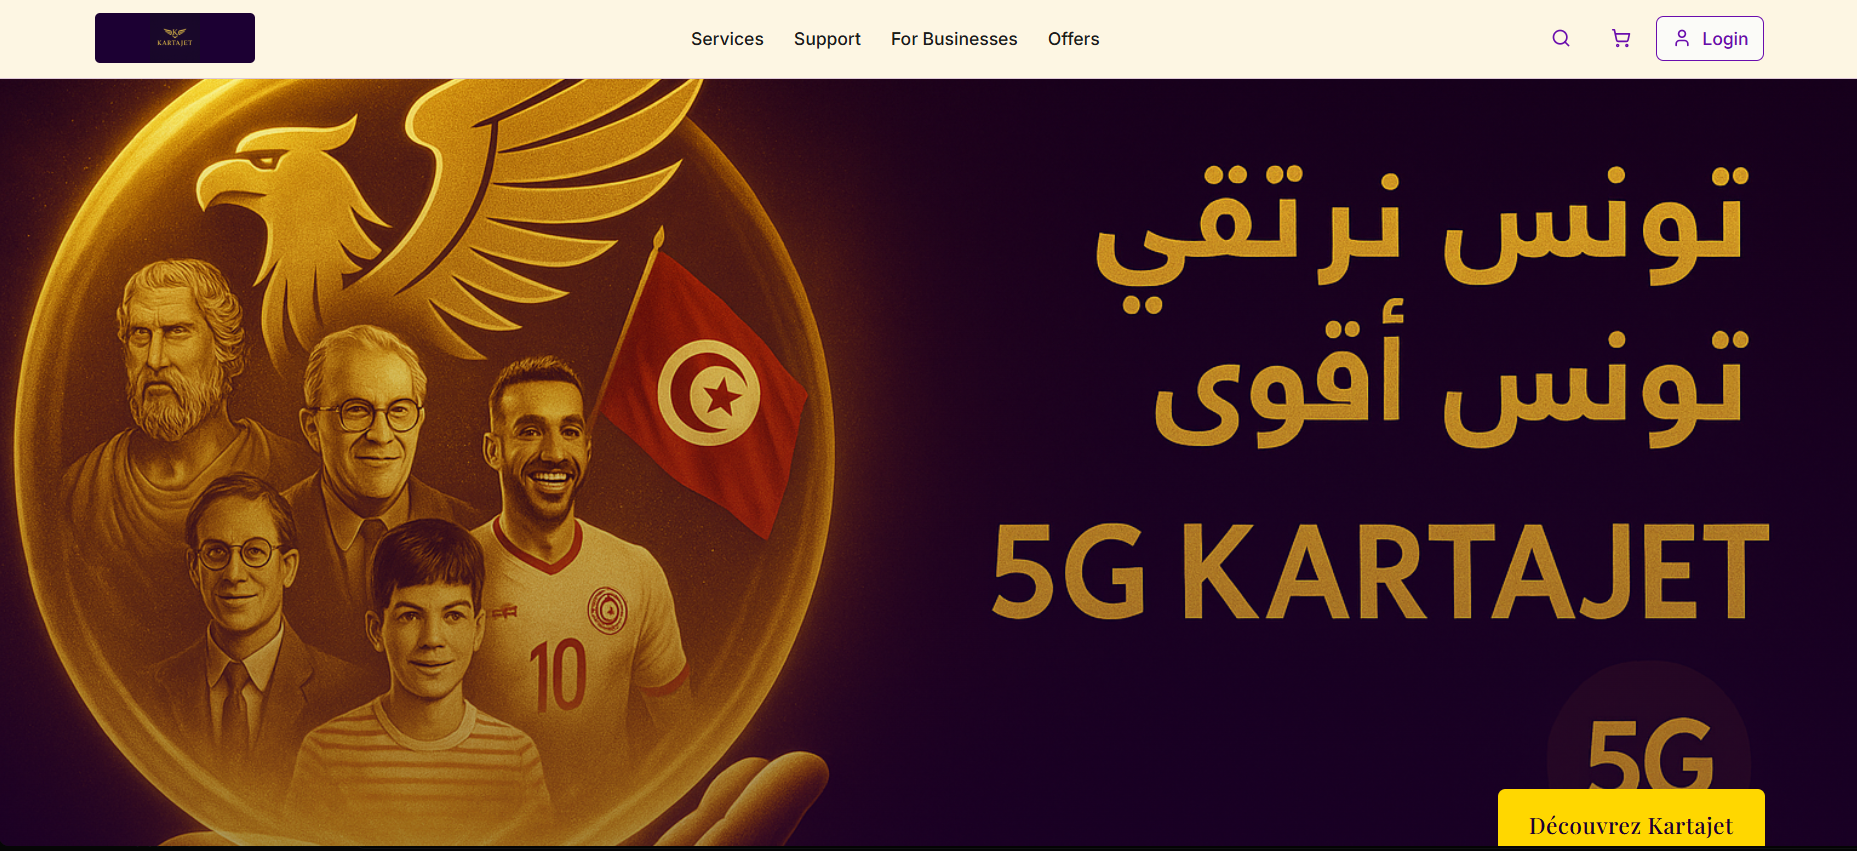 KARTAJET
Services Support For Businesses Offers
Login
تونس نرتقي
تونس أقوى
5G KARTAJET
10
5G
Découvrez Kartajet